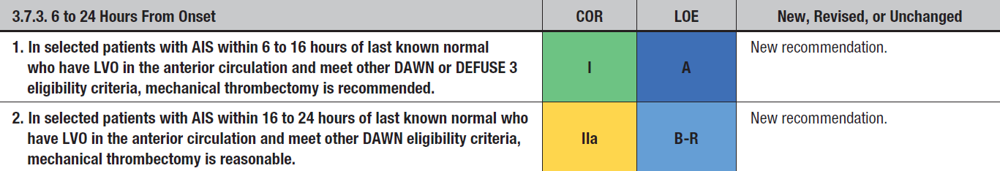 3.7.3. 6 to 24 Hours From Onset COR LOE New, Revised, or Unchanged
1. In selected patients with AIS within 6 to 16 hours of last known normal
who have LVO in the anterior circulation and meet other DAWN or DEFUSE 3
eligibility criteria, mechanical thrombectomy is recommended.
I
A
New recommendation.
2. In selected patients with AIS within 16 to 24 hours of last known normal who
have LVO in the anterior circulation and meet other DAWN eligibility criteria,
mechanical thrombectomy is reasonable.
IIa
B-R
New recommendation.